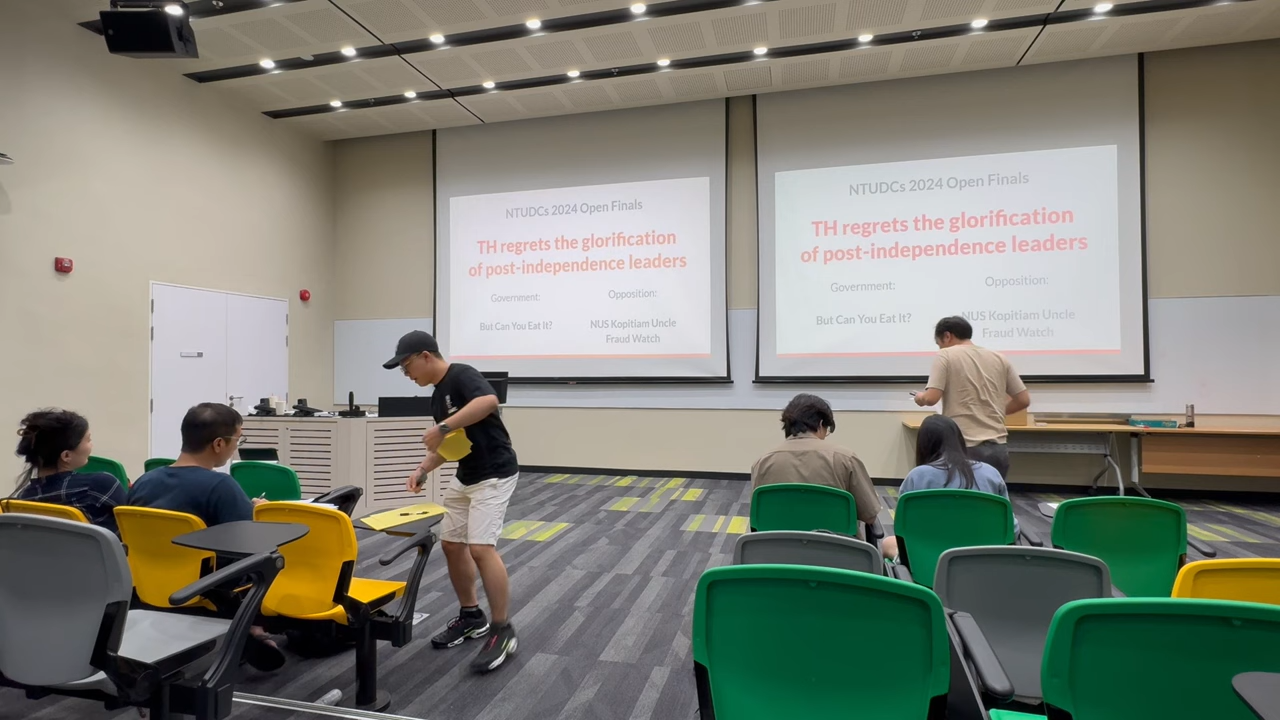 NTUDCs 2024 Open Finals
TH regrets the glorification
of post-independence leaders
Government:
Opposition:
But Can You Eat It?
NUS Kopitiam Uncle
Fraud Watch
NTUDCs 2024 Open Finals
TH regrets the glorification
of post-independence leaders
Government:
Opposition:
But Can You Eat It?
NUS Kopitiam Uncle
Fraud Watch